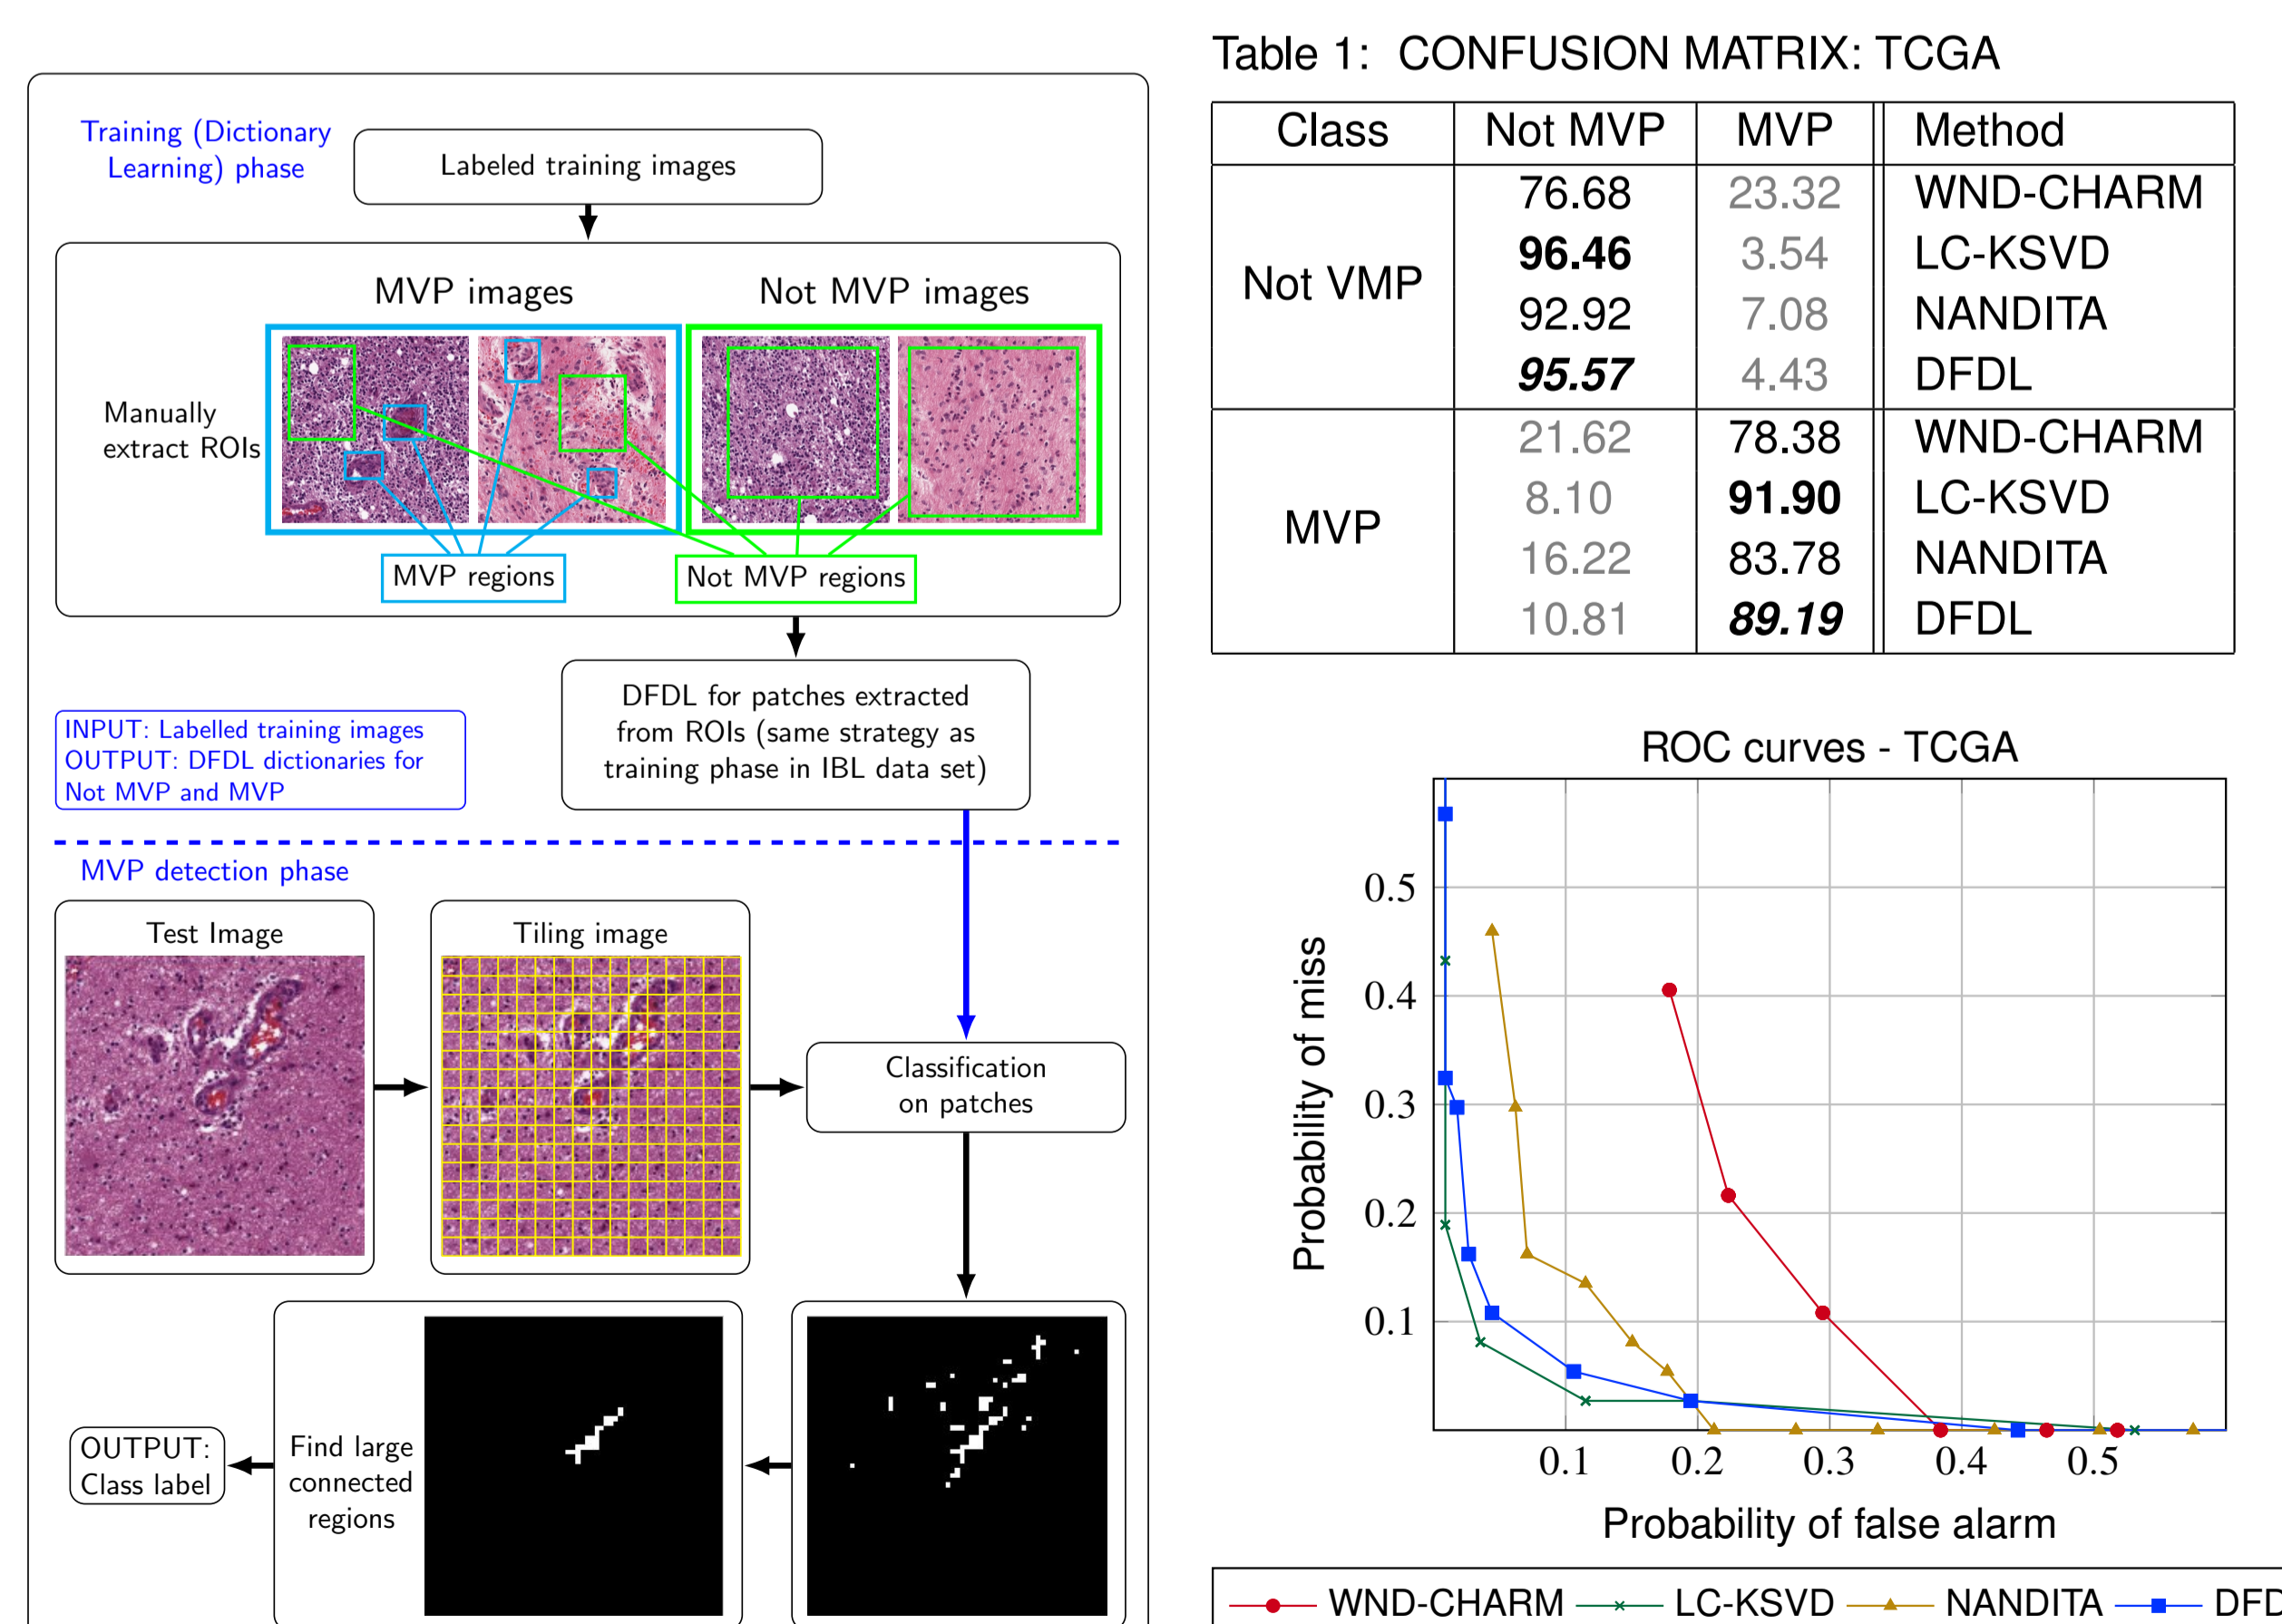 Training (Dictionary
Learning) phase
Labeled training images
MVP images
Not MVP images
Manually
extract ROIs
MVP regions
Not MVP regions
DFDL for patches extracted
from ROIs (same strategy as
training phase in IBL data set)
INPUT: Labelled training images
OUTPUT: DFDL dictionaries for
Not MVP and MVP
MVP detection phase
Test Image
Tiling image
Classification
on patches
Find large
connected
regions
OUTPUT:
Class label
Table 1: CONFUSION MATRIX: TCGA
Class Not MVP MVP Method
Not VMP
76.68 23.32 WND-CHARM
96.46 3.54 LC-KSVD
92.92 7.08 NANDITA
95.57 4.43 DFDL
MVP
21.62 78.38 WND-CHARM
8.10 91.90 LC-KSVD
16.22 83.78 NANDITA
10.81 89.19 DFDL
ROC curves - TCGA
Probability of miss
0.5
0.4
0.3
0.2
0.1
0.1 0.2 0.3 0.4 0.5
Probability of false alarm
WND-CHARM LC-KSVD NANDITA DFD